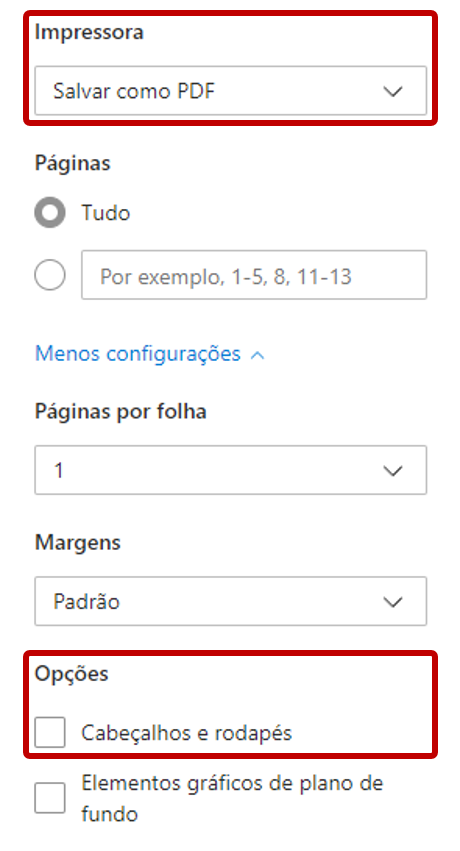 Impressora
Salvar como PDF
Páginas
Tudo
Por exemplo, 1-5, 8, 11-13
Menos configurações
Páginas por folha
1
Margens
Padrão
Opções
Cabeçalhos e rodapés
Elementos gráficos de plano de
fundo